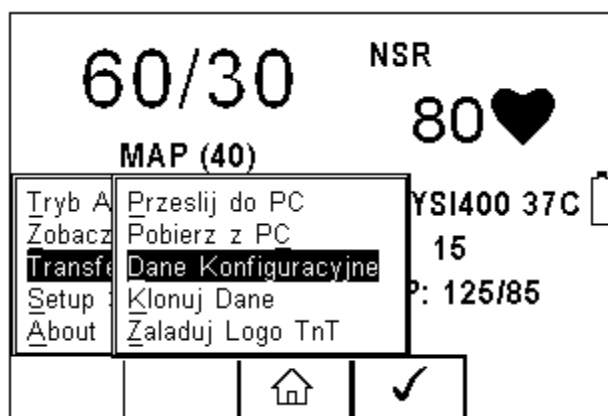 60/30
NSR
80
MAP (40)
Tryb A
Zobacz
Transfe
Setup
About
Przeslij do PC
Pobierz z PC
Dane Konfiguracyjne
Klonuj Dane
Zaladuj Logo TnT
YSI400 37C
15
P: 125/85